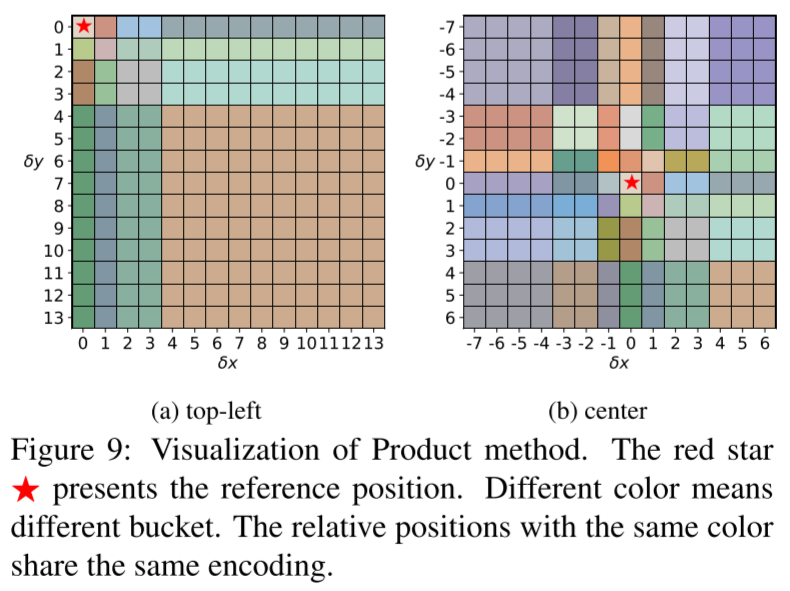 0
1
2
3
4
5
δy 6
7
8
9
10
11
12
13
0 1 2 3 4 5 6 7 8 9 10 11 12 13
δx
-7
-6
-5
-4
-3
-2
δy -1
0
1
2
3
4
5
6
-7 -6 -5 -4 -3 -2 -1 0 1 2 3 4 5 6
δx
(a) top-left
(b) center
Figure 9: Visualization of Product method. The red star
★ presents the reference position. Different color means
different bucket. The relative positions with the same color
share the same encoding.